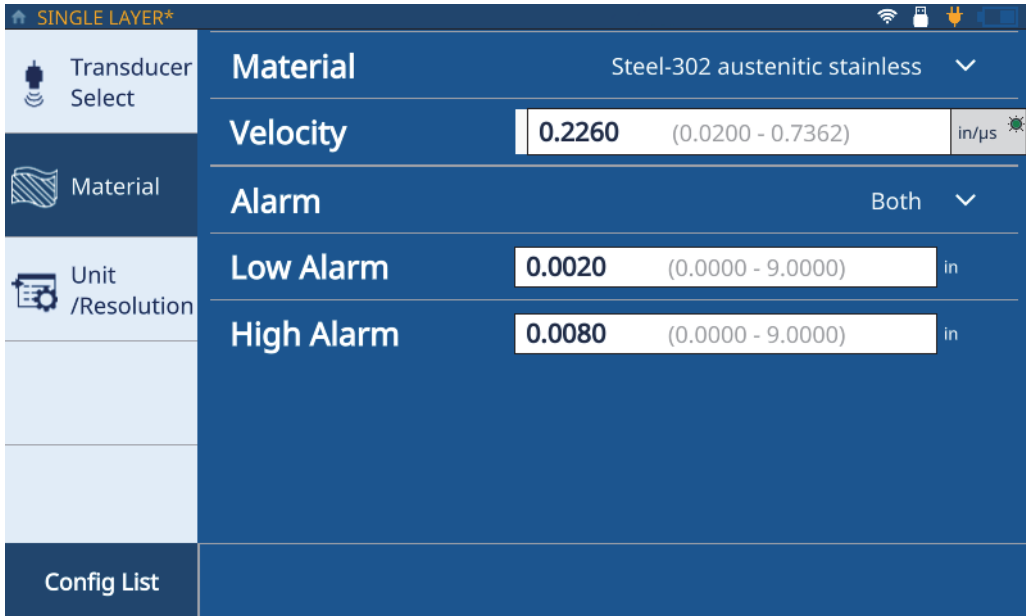 SINGLE LAYER*
Transducer
Select
Material
Unit
/Resolution
Config List
Material Steel-302 austenitic stainless
Velocity 0.2260 (0.0200 - 0.7362) in/µs
Alarm Both
Low Alarm 0.0020 (0.0000 - 9.0000) in
High Alarm 0.0080 (0.0000 - 9.0000) in